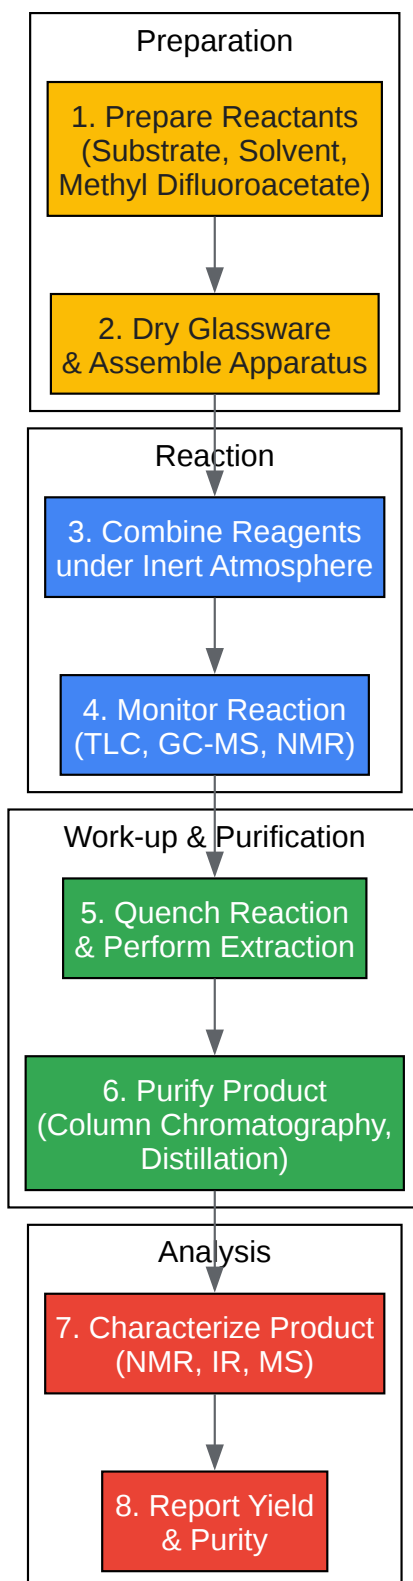 Preparation
1. Prepare Reactants
(Substrate, Solvent,
Methyl Difluoroacetate)
2. Dry Glassware
& Assemble Apparatus
Reaction
3. Combine Reagents
under Inert Atmosphere
4. Monitor Reaction
(TLC, GC-MS, NMR)
Work-up & Purification
5. Quench Reaction
& Perform Extraction
6. Purify Product
(Column Chromatography,
Distillation)
Analysis
7. Characterize Product
(NMR, IR, MS)
8. Report Yield
& Purity